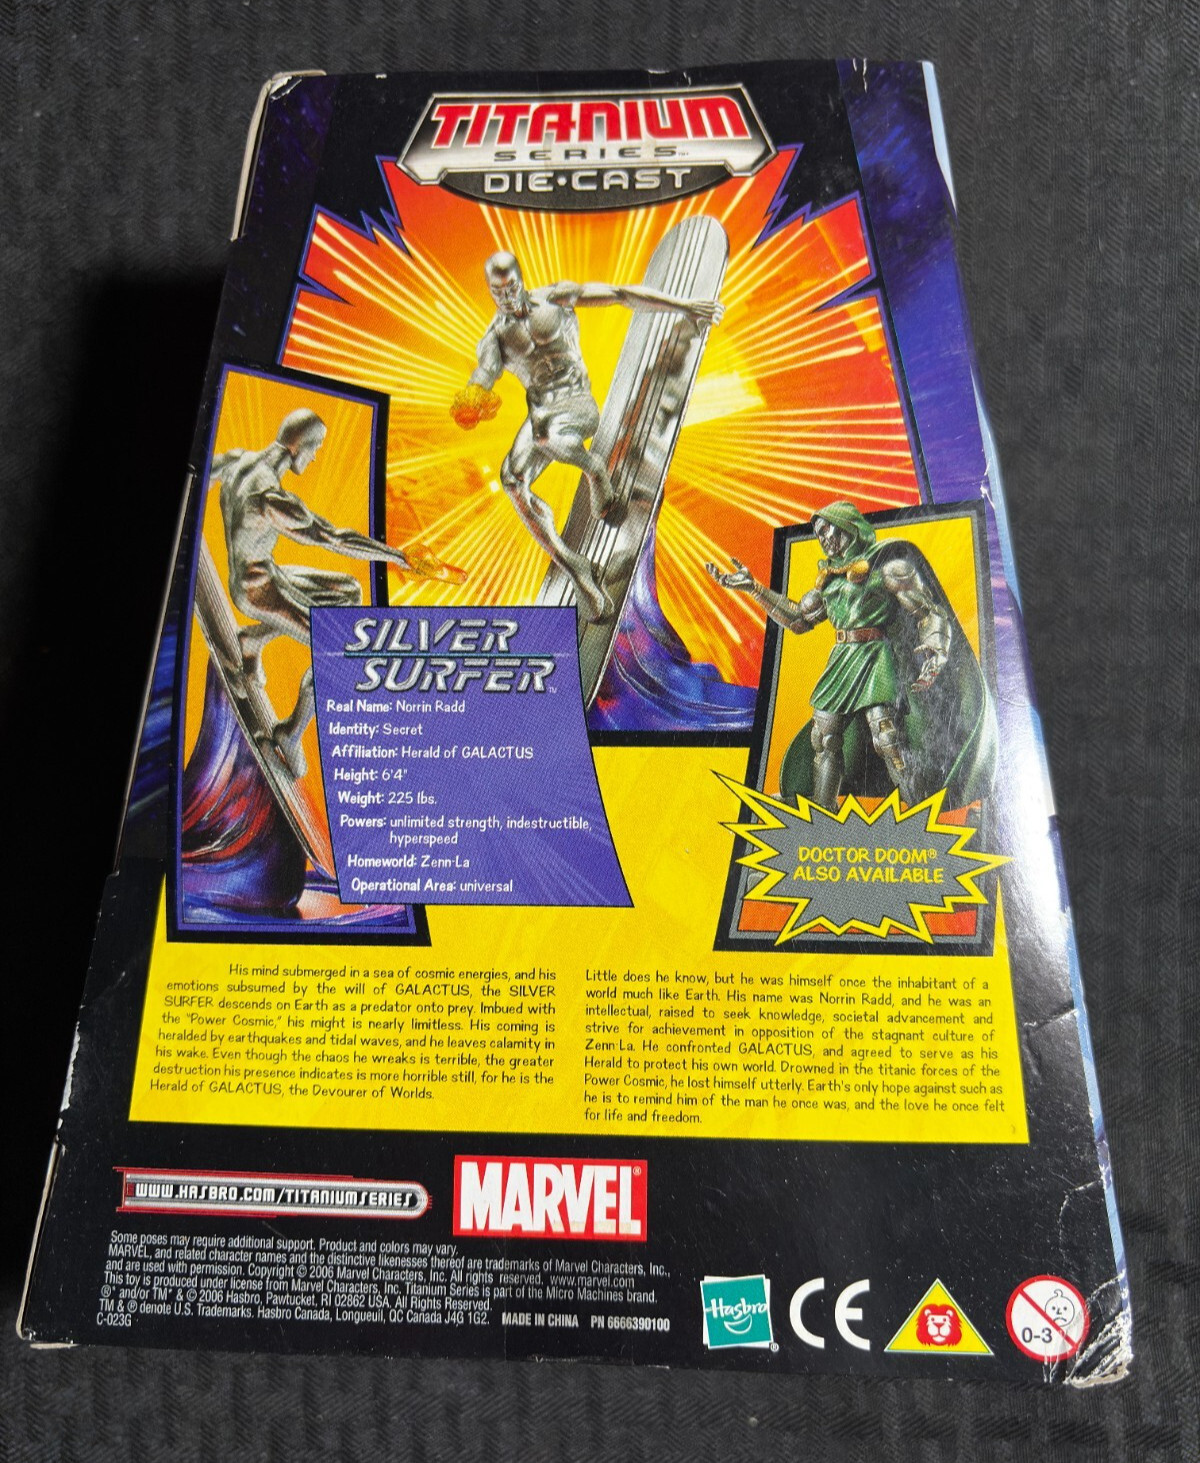 TITANIUM
SERIES™
DIE•CAST
SILVER
SURFER™
Real Name: Norrin Radd
Identity: Secret
Affiliation: Herald of GALACTUS
Height: 6'4"
Weight: 225 lbs.
Powers: unlimited strength, indestructible,
hyperspeed
Homeworld: Zenn-La
Operational Area: universal
DOCTOR DOOM®
ALSO AVAILABLE
His mind submerged in a sea of cosmic energies, and his
emotions subsumed by the will of GALACTUS, the SILVER
SURFER descends on Earth as a predator onto prey. Imbued with
the "Power Cosmic," his might is nearly limitless. His coming is
heralded by earthquakes and tidal waves, and he leaves calamity in
his wake. Even though the chaos he wreaks is terrible, the greater
destruction his presence indicates is more horrible still, for he is the
Herald of GALACTUS, the Devourer of Worlds.
Little does he know, but he was himself once the inhabitant of a
world much like Earth. His name was Norrin Radd, and he was an
intellectual, raised to seek knowledge, societal advancement and
strive for achievement in opposition of the stagnant culture of
Zenn-La. He confronted GALACTUS, and agreed to serve as his
Herald to protect his own world. Drowned in the titanic forces of the
Power Cosmic, he lost himself utterly. Earth's only hope against such as
he is to remind him of the man he once was, and the love he once felt
for life and freedom.
WWW.HASBRO.COM/TITANIUMSERIES
MARVEL®
Some poses may require additional support. Product and colors may vary.
MARVEL, and related character names and the distinctive likenesses thereof are trademarks of Marvel Characters, Inc.,
and are used with permission. Copyright © 2006 Marvel Characters, Inc. All rights reserved. www.marvel.com
This toy is produced under license from Marvel Characters, Inc. Titanium Series is part of the Micro Machines brand.
®* and/or TM* & © 2006 Hasbro, Pawtucket, RI 02862 USA. All Rights Reserved.
TM & ® denote U.S. Trademarks. Hasbro Canada, Longueuil, QC Canada J4G 1G2. MADE IN CHINA PN 6666390100
C-023G
Hasbro®
CE
0-3